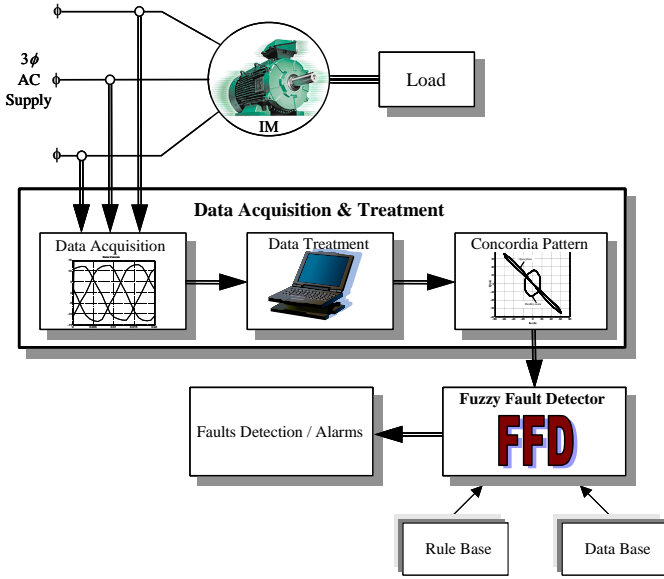 3ϕ
AC
Supply
IM
Load
Data Acquisition & Treatment
Data Acquisition
Data Treatment
Concordia Pattern
Fuzzy Fault Detector
FFD
Faults Detection / Alarms
Rule Base
Data Base